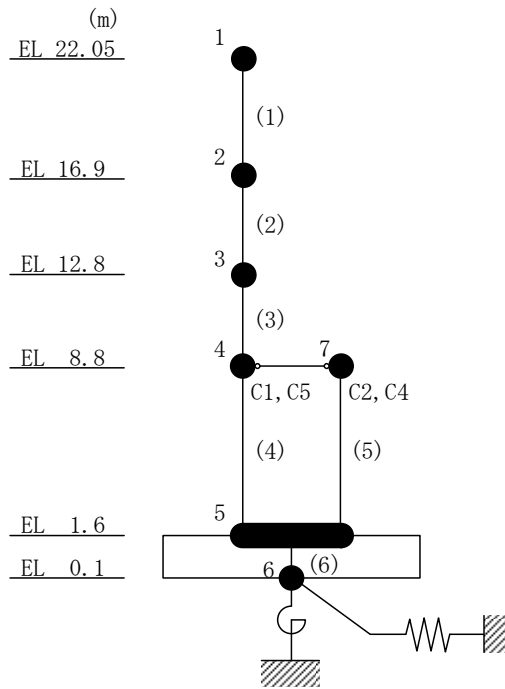 (m)
EL 22.05
1
(1)
EL 16.9
2
(2)
EL 12.8
3
(3)
EL 8.8
4
7
C1,C5
C2,C4
(4)
(5)
EL 1.6
5
EL 0.1
6
(6)